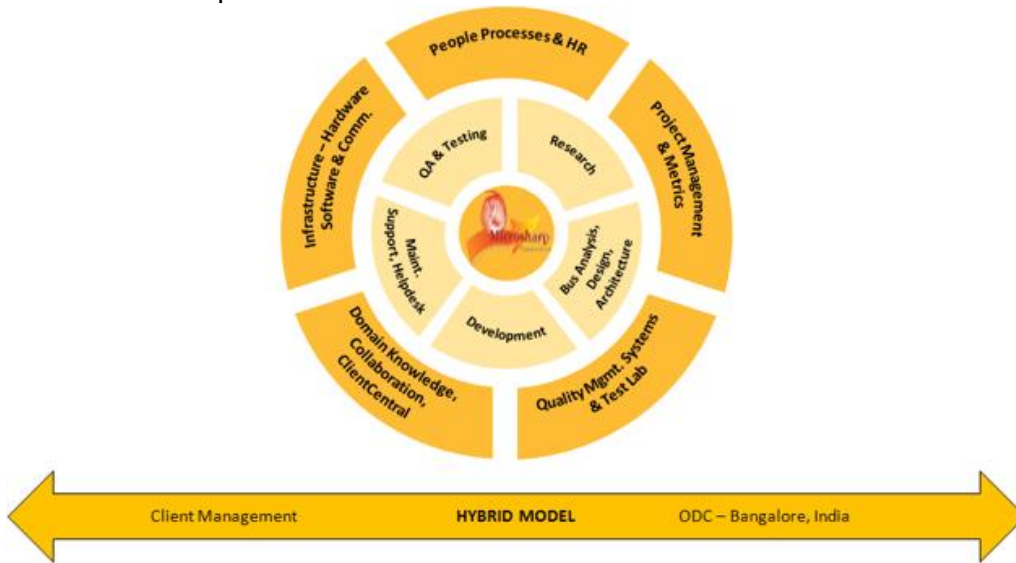 People Processes & HR
Infrastructure – Hardware
Software & Comm.
Project Management
& Metrics
QA & Testing
Research
Microsharp
Maint.
Support, Helpdesk
Bus Analysis,
Design,
Architecture
Development
Domain Knowledge,
Collaboration,
ClientCentral
Quality Mgmt. Systems
& Test Lab
Client Management
HYBRID MODEL
ODC – Bangalore, India